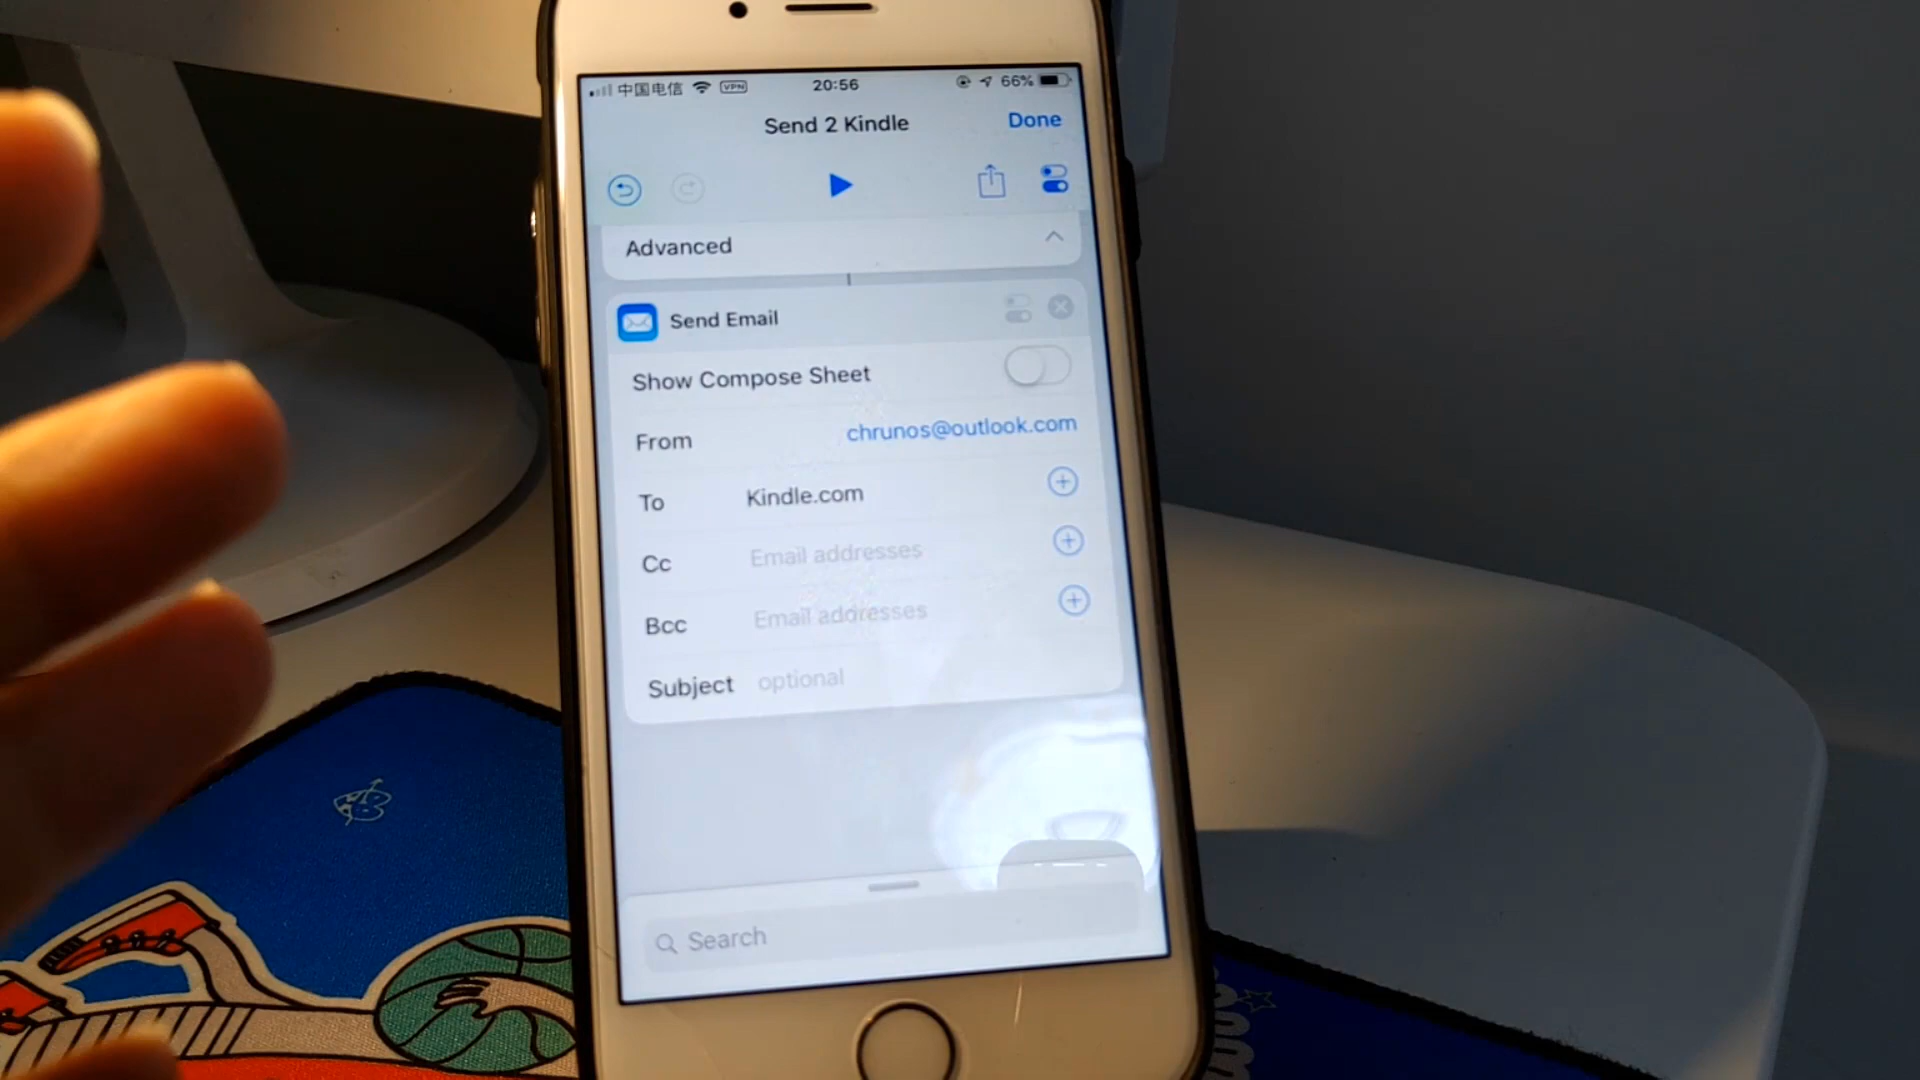 中国电信 VPN 20:56 66%
Send 2 Kindle Done
Advanced
Send Email
Show Compose Sheet
From chrunos@outlook.com
To Kindle.com
Cc Email addresses
Bcc Email addresses
Subject optional
Search